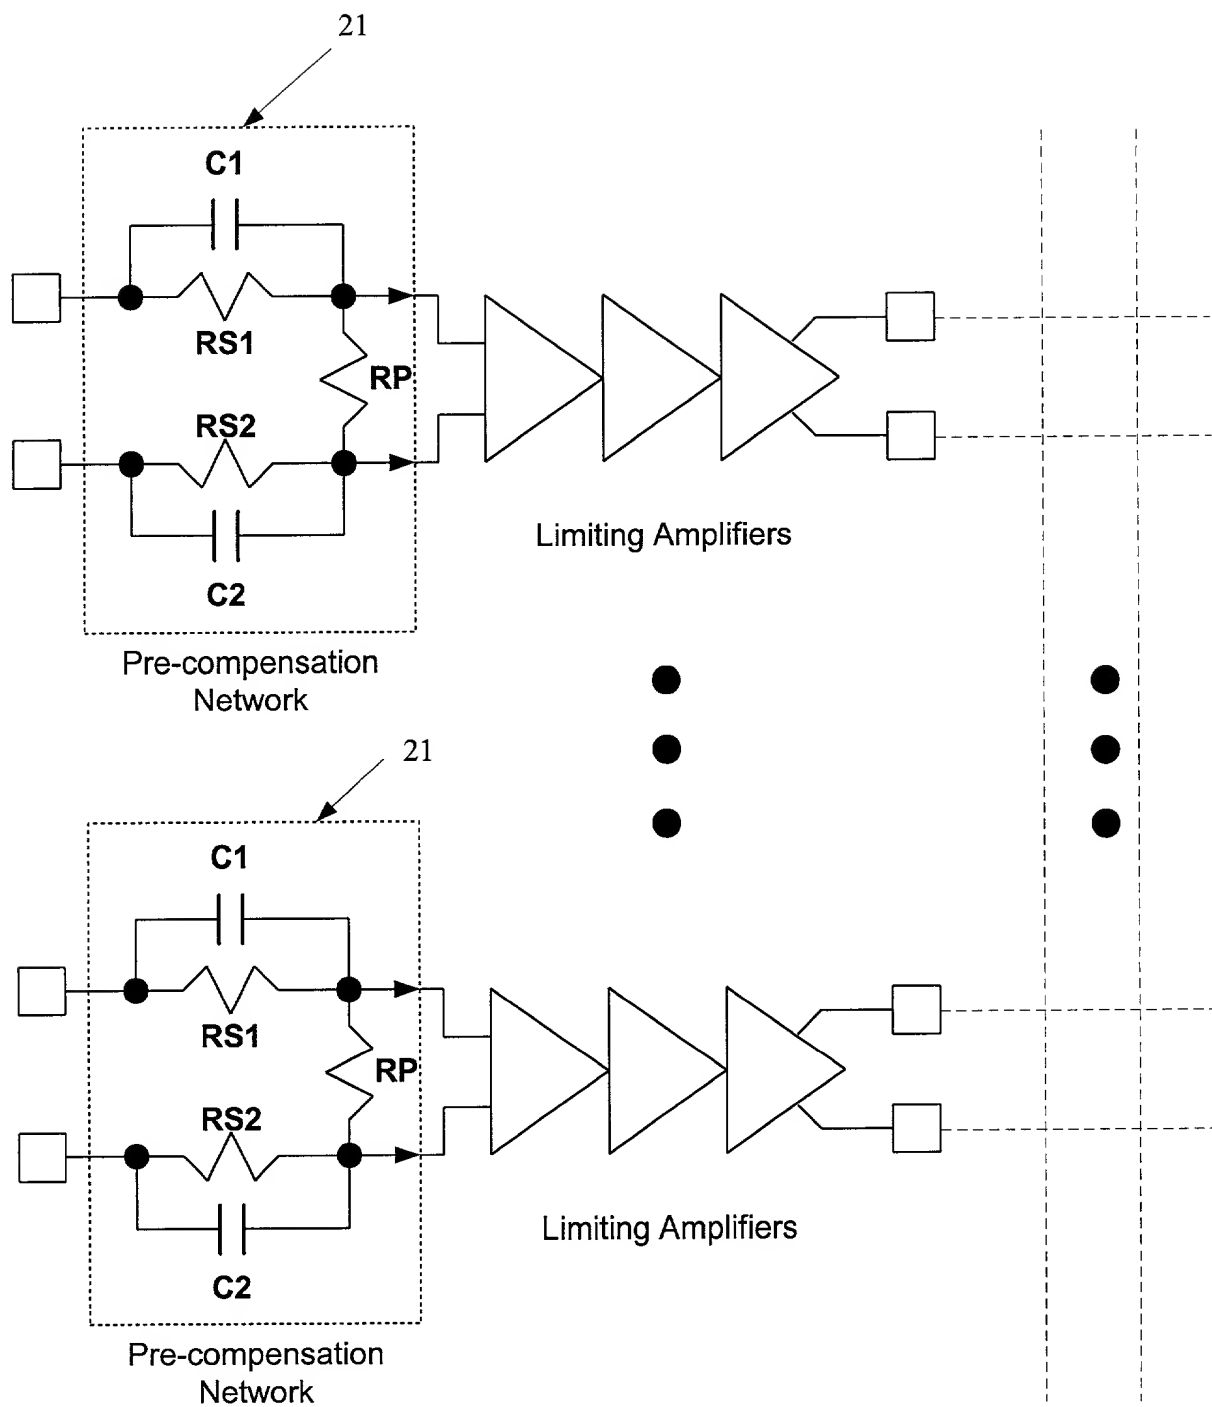 21
C1
RS1
RP
RS2
C2
Limiting Amplifiers
Pre-compensation
Network
21
C1
RS1
RP
RS2
C2
Limiting Amplifiers
Pre-compensation
Network